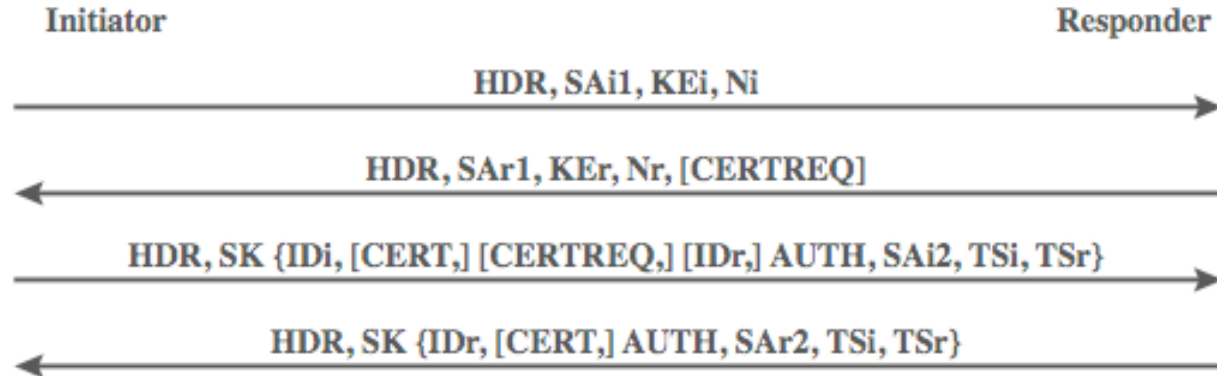 Initiator Responder
HDR, SAi1, KEi, Ni
HDR, SAr1, KEr, Nr, [CERTREQ]
HDR, SK {IDi, [CERT,] [CERTREQ,] [IDr,] AUTH, SAi2, TSi, TSr}
HDR, SK {IDr, [CERT,] AUTH, SAr2, TSi, TSr}